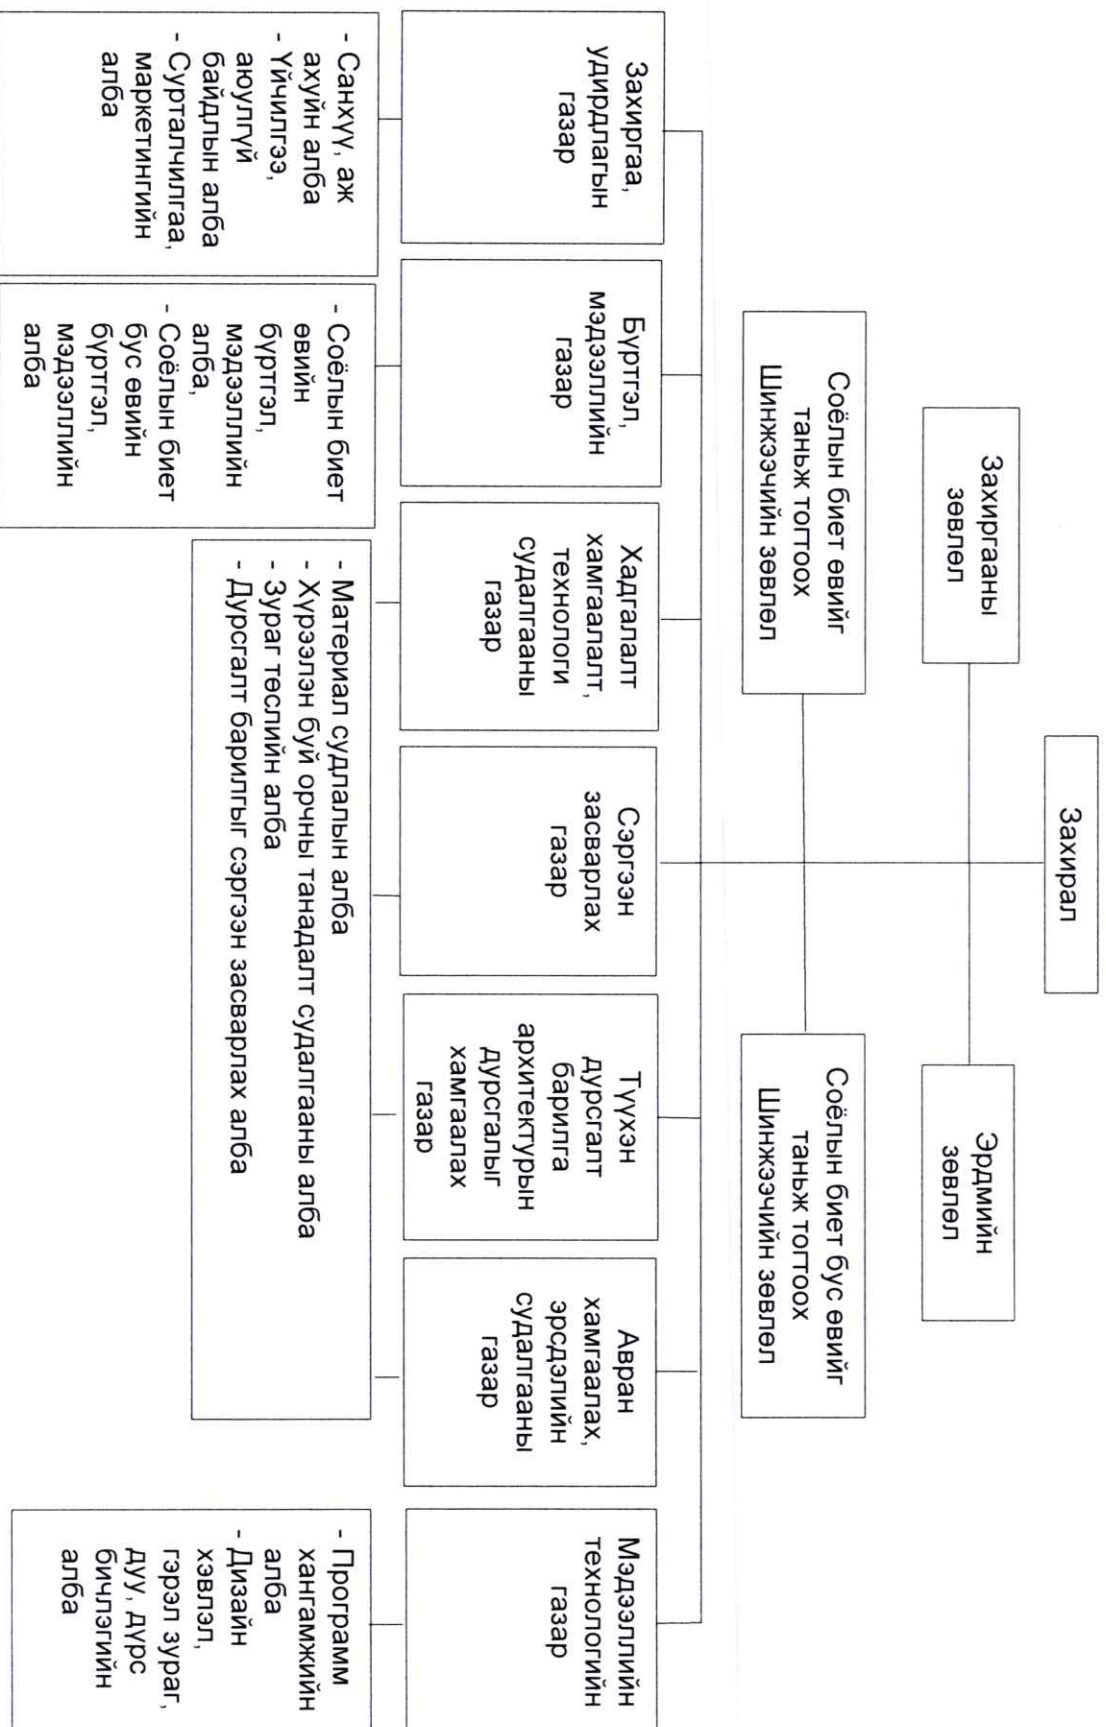 Захирал
Захиргааны
зөвлөл
Эрдмийн
зөвлөл
Соёлын биет өвийг
таньж тогтоох
Шинжээчийн зөвлөл
Соёлын биет бус өвийг
таньж тогтоох
Шинжээчийн зөвлөл
Захиргаа,
удирдлагын
газар
Бүртгэл,
мэдээллийн
газар
Хадгалалт
хамгаалалт,
технологи
судалгааны
газар
Сэргээн
засварлах
газар
Түүхэн
дурсгалт
барилга
архитектурын
дурсгалыг
хамгаалах
газар
Авран
хамгаалах,
эрсдэлийн
судалгааны
газар
Мэдээллийн
технологийн
газар
- Санхүү, аж
ахуйн алба
- Үйчилгээ,
аюулгүй
байдлын алба
- Сурталчилгаа,
маркетингийн
алба
- Соёлын биет
өвийн
бүртгэл,
мэдээллийн
алба,
- Соёлын биет
бус өвийн
бүртгэл,
мэдээллийн
алба
- Материал судлалын алба
- Хүрээлэн буй орчны танадалт судалгааны алба
- Зураг төслийн алба
- Дурсгалт барилгыг сэргээн засварлах алба
- Программ
хангамжийн
алба
- Дизайн
хэвлэл,
гэрэл зураг,
дуу, дүрс
бичлэгийн
алба